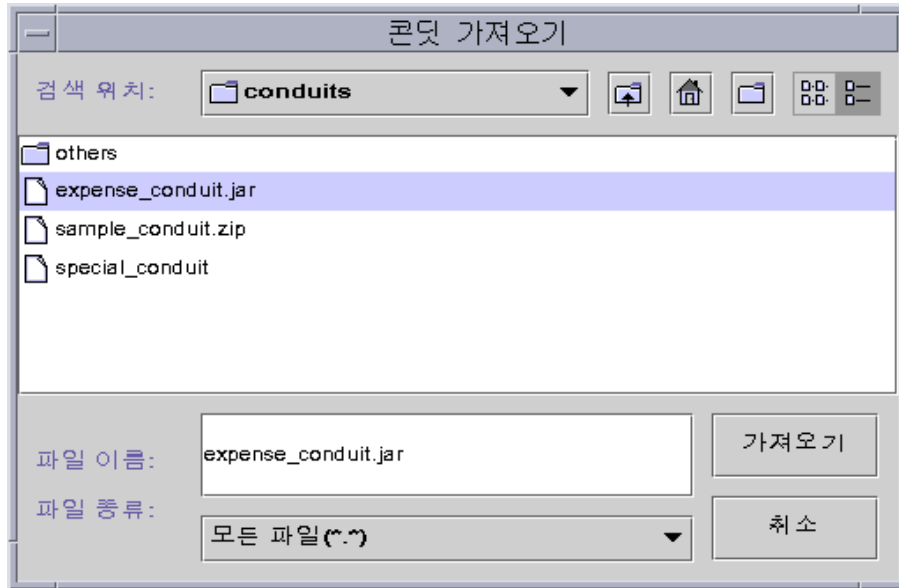 콘딧 가져오기
검색 위치:
conduits
others
expense_conduit.jar
sample_conduit.zip
special_conduit
파일 이름:
expense_conduit.jar
가져오기
파일 종류:
모든 파일(*.*)
취소